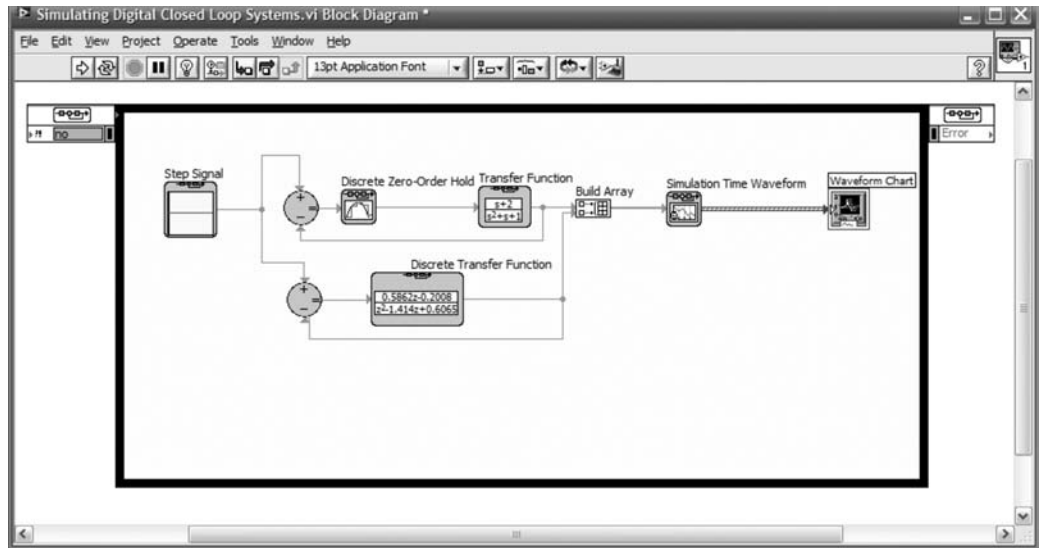 Simulating Digital Closed Loop Systems.vi Block Diagram *
File Edit View Project Operate Tools Window Help
13pt Application Font
?
1
no
Error
Step Signal
Discrete Zero-Order Hold
Transfer Function
s+2
s²+s+1
Build Array
Simulation Time Waveform
Waveform Chart
Discrete Transfer Function
0.5862z-0.2008
z²-1.414z+0.6065